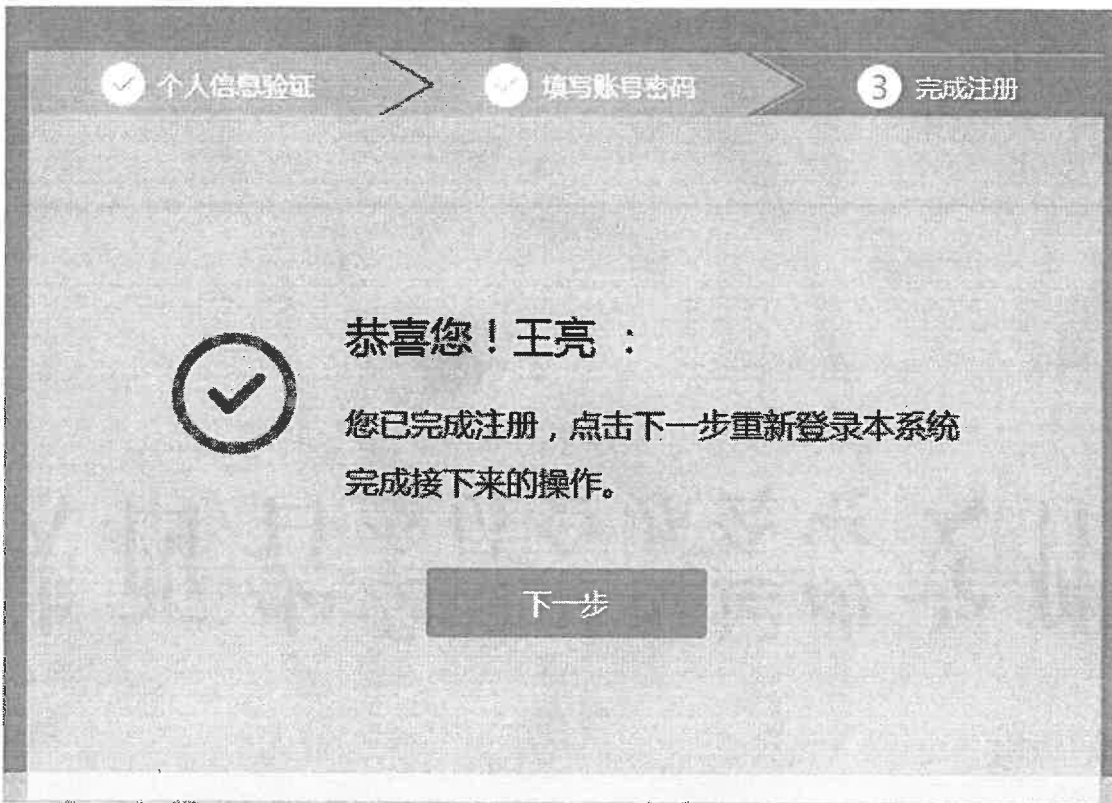 个人信息验证
填写账号密码
3 完成注册
恭喜您！王亮 ：
您已完成注册，点击下一步重新登录本系统
完成接下来的操作。
下一步